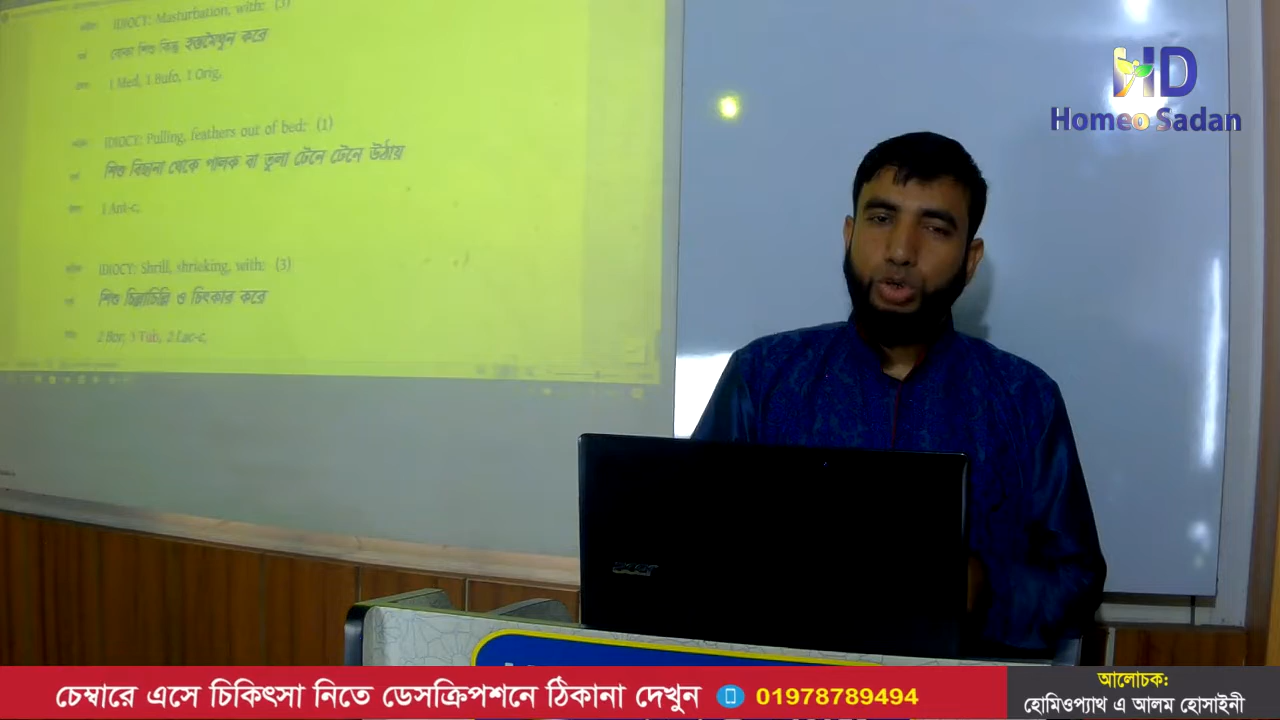 IDIOCY: Masturbation, with: (3)
বোকা শিশু কিন্তু হস্তমৈথুন করে
1 Med, 1 Bufo, 1 Orig,
IDIOCY: Pulling, feathers out of bed: (1)
শিশু বিছানা থেকে পালক বা তুলা টেনে টেনে উঠায়
1 Ant-c,
IDIOCY: Shrill, shrieking, with: (3)
শিশু চিল্লাচিল্লি ও চিৎকার করে
2 Bor, 3 Tub, 2 Lac-c,
HD
Homeo Sadan
acer
চেম্বারে এসে চিকিৎসা নিতে ডেসক্রিপশনে ঠিকানা দেখুন 01978789494
আলোচক:
হোমিওপ্যাথ এ আলম হোসাইনী